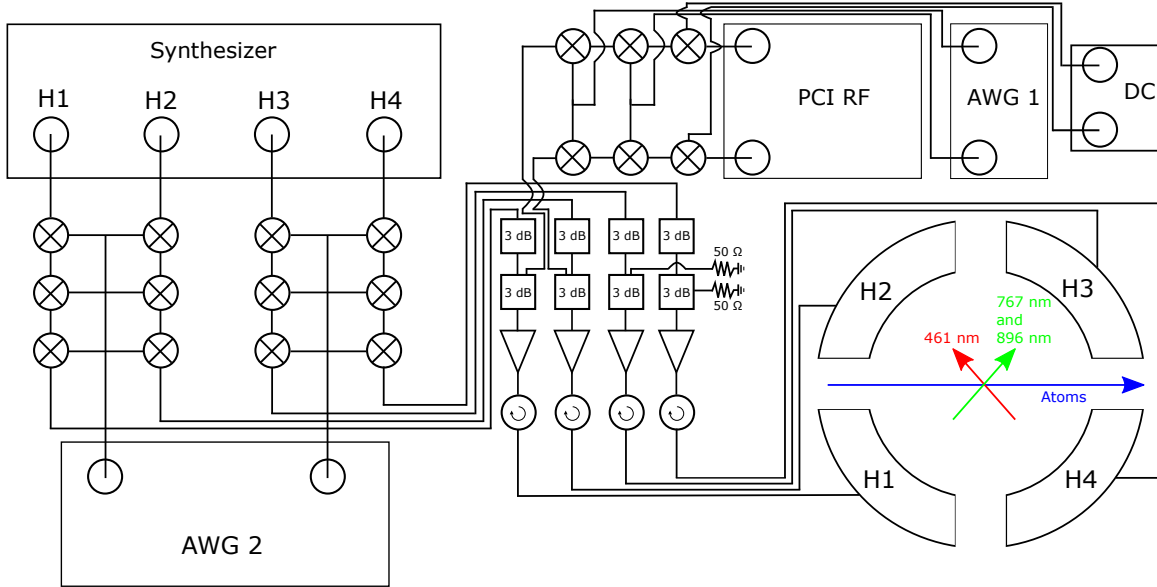 Synthesizer
H1 H2 H3 H4
PCI RF
AWG 1
DC
3 dB 3 dB 3 dB 3 dB
50 Ω
3 dB 3 dB 3 dB 3 dB
50 Ω
H2
H3
767 nm
and
896 nm
461 nm
Atoms
H1
H4
AWG 2